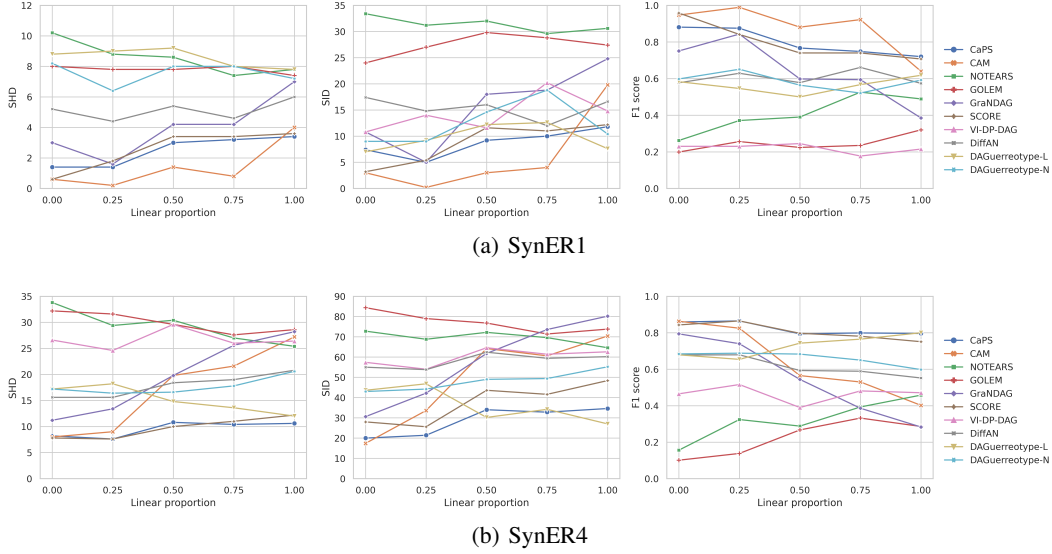 12
10
8
6
4
2
0
SHD
0.00 0.25 0.50 0.75 1.00
Linear proportion
35
30
25
20
15
10
5
0
SID
0.00 0.25 0.50 0.75 1.00
Linear proportion
1.0
0.8
0.6
0.4
0.2
0.0
F1 score
0.00 0.25 0.50 0.75 1.00
Linear proportion
CaPS
CAM
NOTEARS
GOLEM
GraNDAG
SCORE
VI-DP-DAG
DiffAN
DAGuerreotype-L
DAGuerreotype-N
(a) SynER1
35
30
25
20
15
10
5
0
SHD
0.00 0.25 0.50 0.75 1.00
Linear proportion
90
80
70
60
50
40
30
20
10
0
SID
0.00 0.25 0.50 0.75 1.00
Linear proportion
1.0
0.8
0.6
0.4
0.2
0.0
F1 score
0.00 0.25 0.50 0.75 1.00
Linear proportion
CaPS
CAM
NOTEARS
GOLEM
GraNDAG
SCORE
VI-DP-DAG
DiffAN
DAGuerreotype-L
DAGuerreotype-N
(b) SynER4